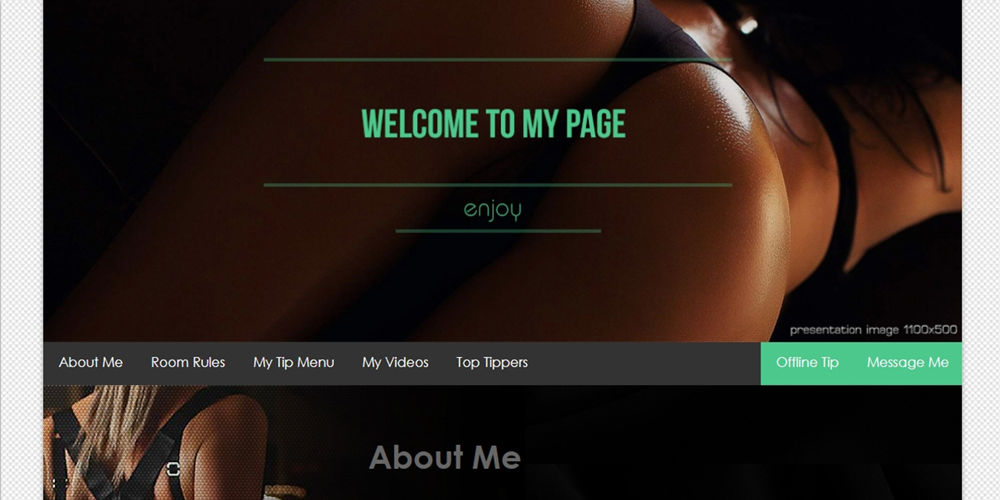 WELCOME TO MY PAGE
enjoy
presentation image 1100x500
About Me Room Rules My Tip Menu My Videos Top Tippers Offline Tip Message Me
About Me